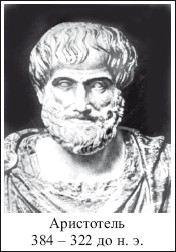 Аристотель
384 – 322 до н. э.